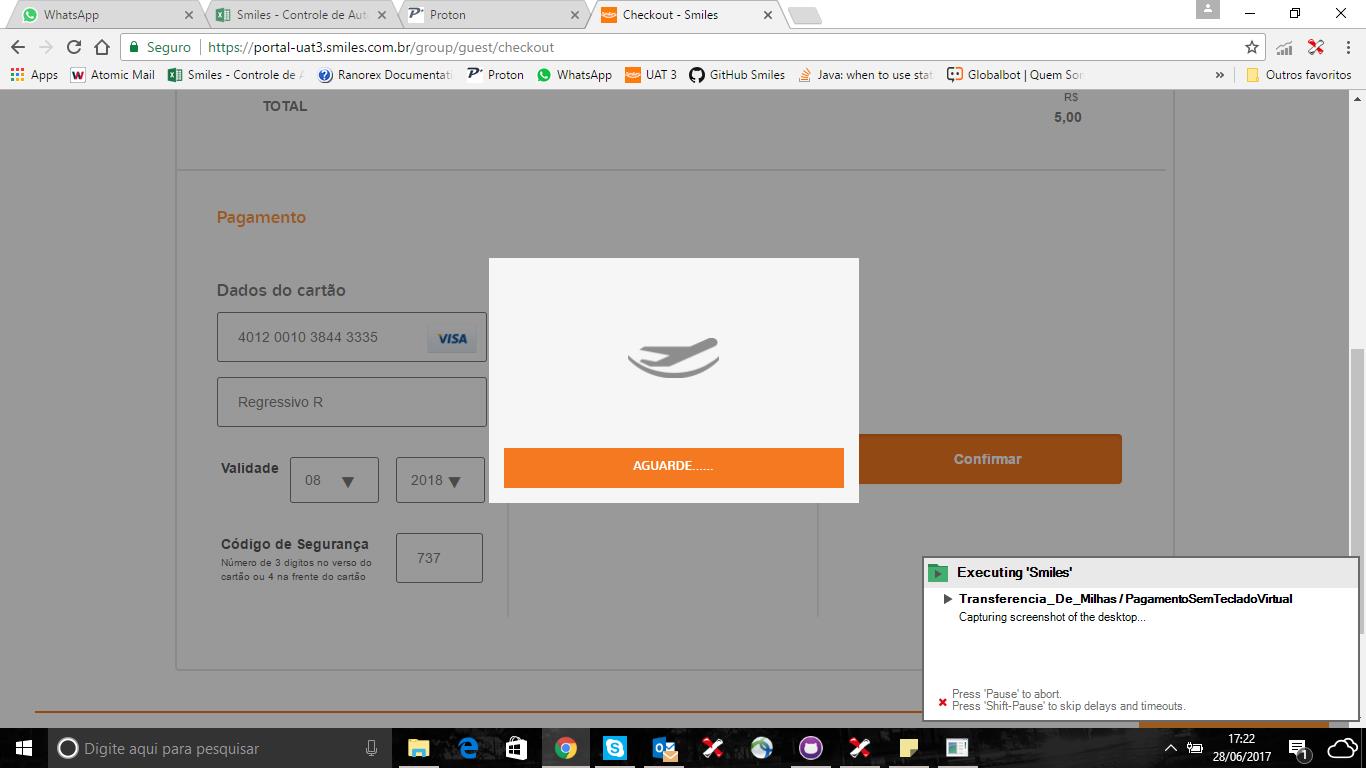 WhatsApp
Smiles - Controle de Aut
Proton
Checkout - Smiles
Seguro
https://portal-uat3.smiles.com.br/group/guest/checkout
Apps
Atomic Mail
Smiles - Controle de A
Ranorex Documentati
Proton
WhatsApp
UAT 3
GitHub Smiles
Java: when to use stat
Globalbot | Quem Som
»
Outros favoritos
TOTAL
R$
5,00
Pagamento
Dados do cartão
4012 0010 3844 3335
VISA
Regressivo R
Validade
08
2018
Código de Segurança
Número de 3 dígitos no verso do
cartão ou 4 na frente do cartão
737
AGUARDE......
Confirmar
Executing 'Smiles'
Transferencia_De_Milhas / PagamentoSemTecladoVirtual
Capturing screenshot of the desktop...
Press 'Pause' to abort.
Press 'Shift-Pause' to skip delays and timeouts.
Digite aqui para pesquisar
17:22
28/06/2017
1